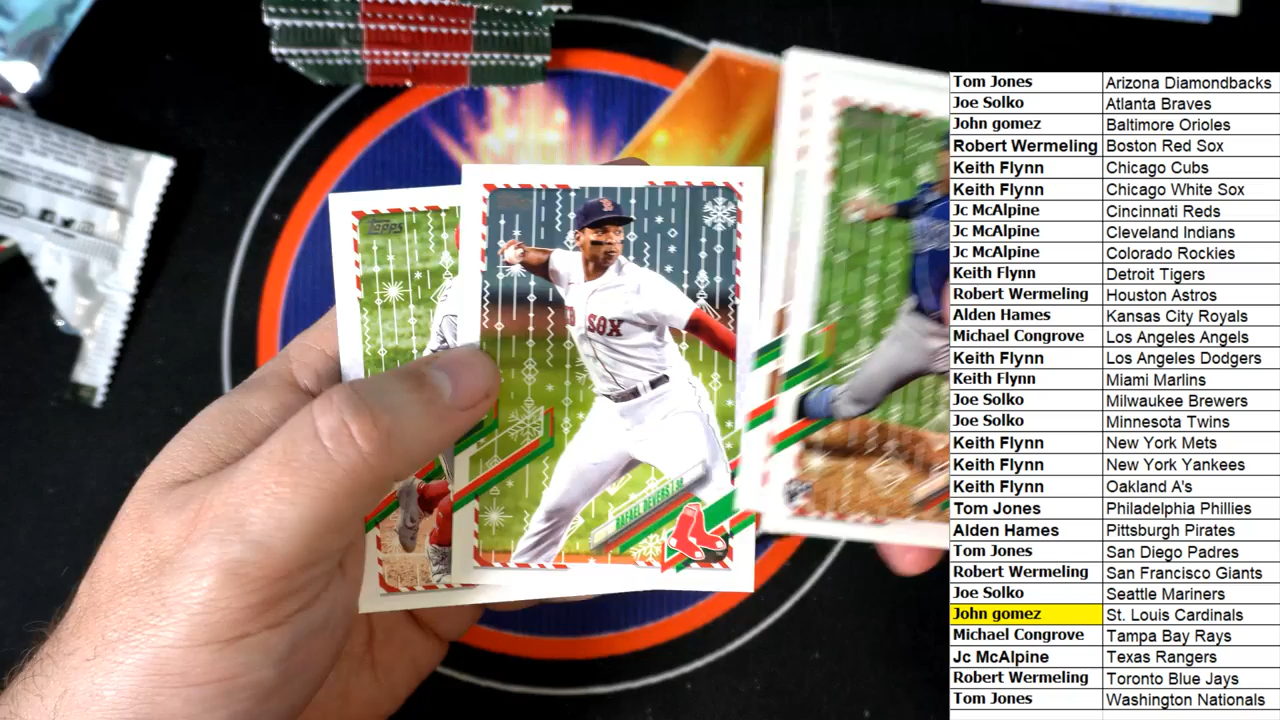 TOPPS
SOX
RAFAEL DEVERS | 3B
Tom Jones Arizona Diamondbacks
Joe Solko Atlanta Braves
John gomez Baltimore Orioles
Robert Wermeling Boston Red Sox
Keith Flynn Chicago Cubs
Keith Flynn Chicago White Sox
Jc McAlpine Cincinnati Reds
Jc McAlpine Cleveland Indians
Jc McAlpine Colorado Rockies
Keith Flynn Detroit Tigers
Robert Wermeling Houston Astros
Alden Hames Kansas City Royals
Michael Congrove Los Angeles Angels
Keith Flynn Los Angeles Dodgers
Keith Flynn Miami Marlins
Joe Solko Milwaukee Brewers
Joe Solko Minnesota Twins
Keith Flynn New York Mets
Keith Flynn New York Yankees
Keith Flynn Oakland A's
Tom Jones Philadelphia Phillies
Alden Hames Pittsburgh Pirates
Tom Jones San Diego Padres
Robert Wermeling San Francisco Giants
Joe Solko Seattle Mariners
John gomez St. Louis Cardinals
Michael Congrove Tampa Bay Rays
Jc McAlpine Texas Rangers
Robert Wermeling Toronto Blue Jays
Tom Jones Washington Nationals